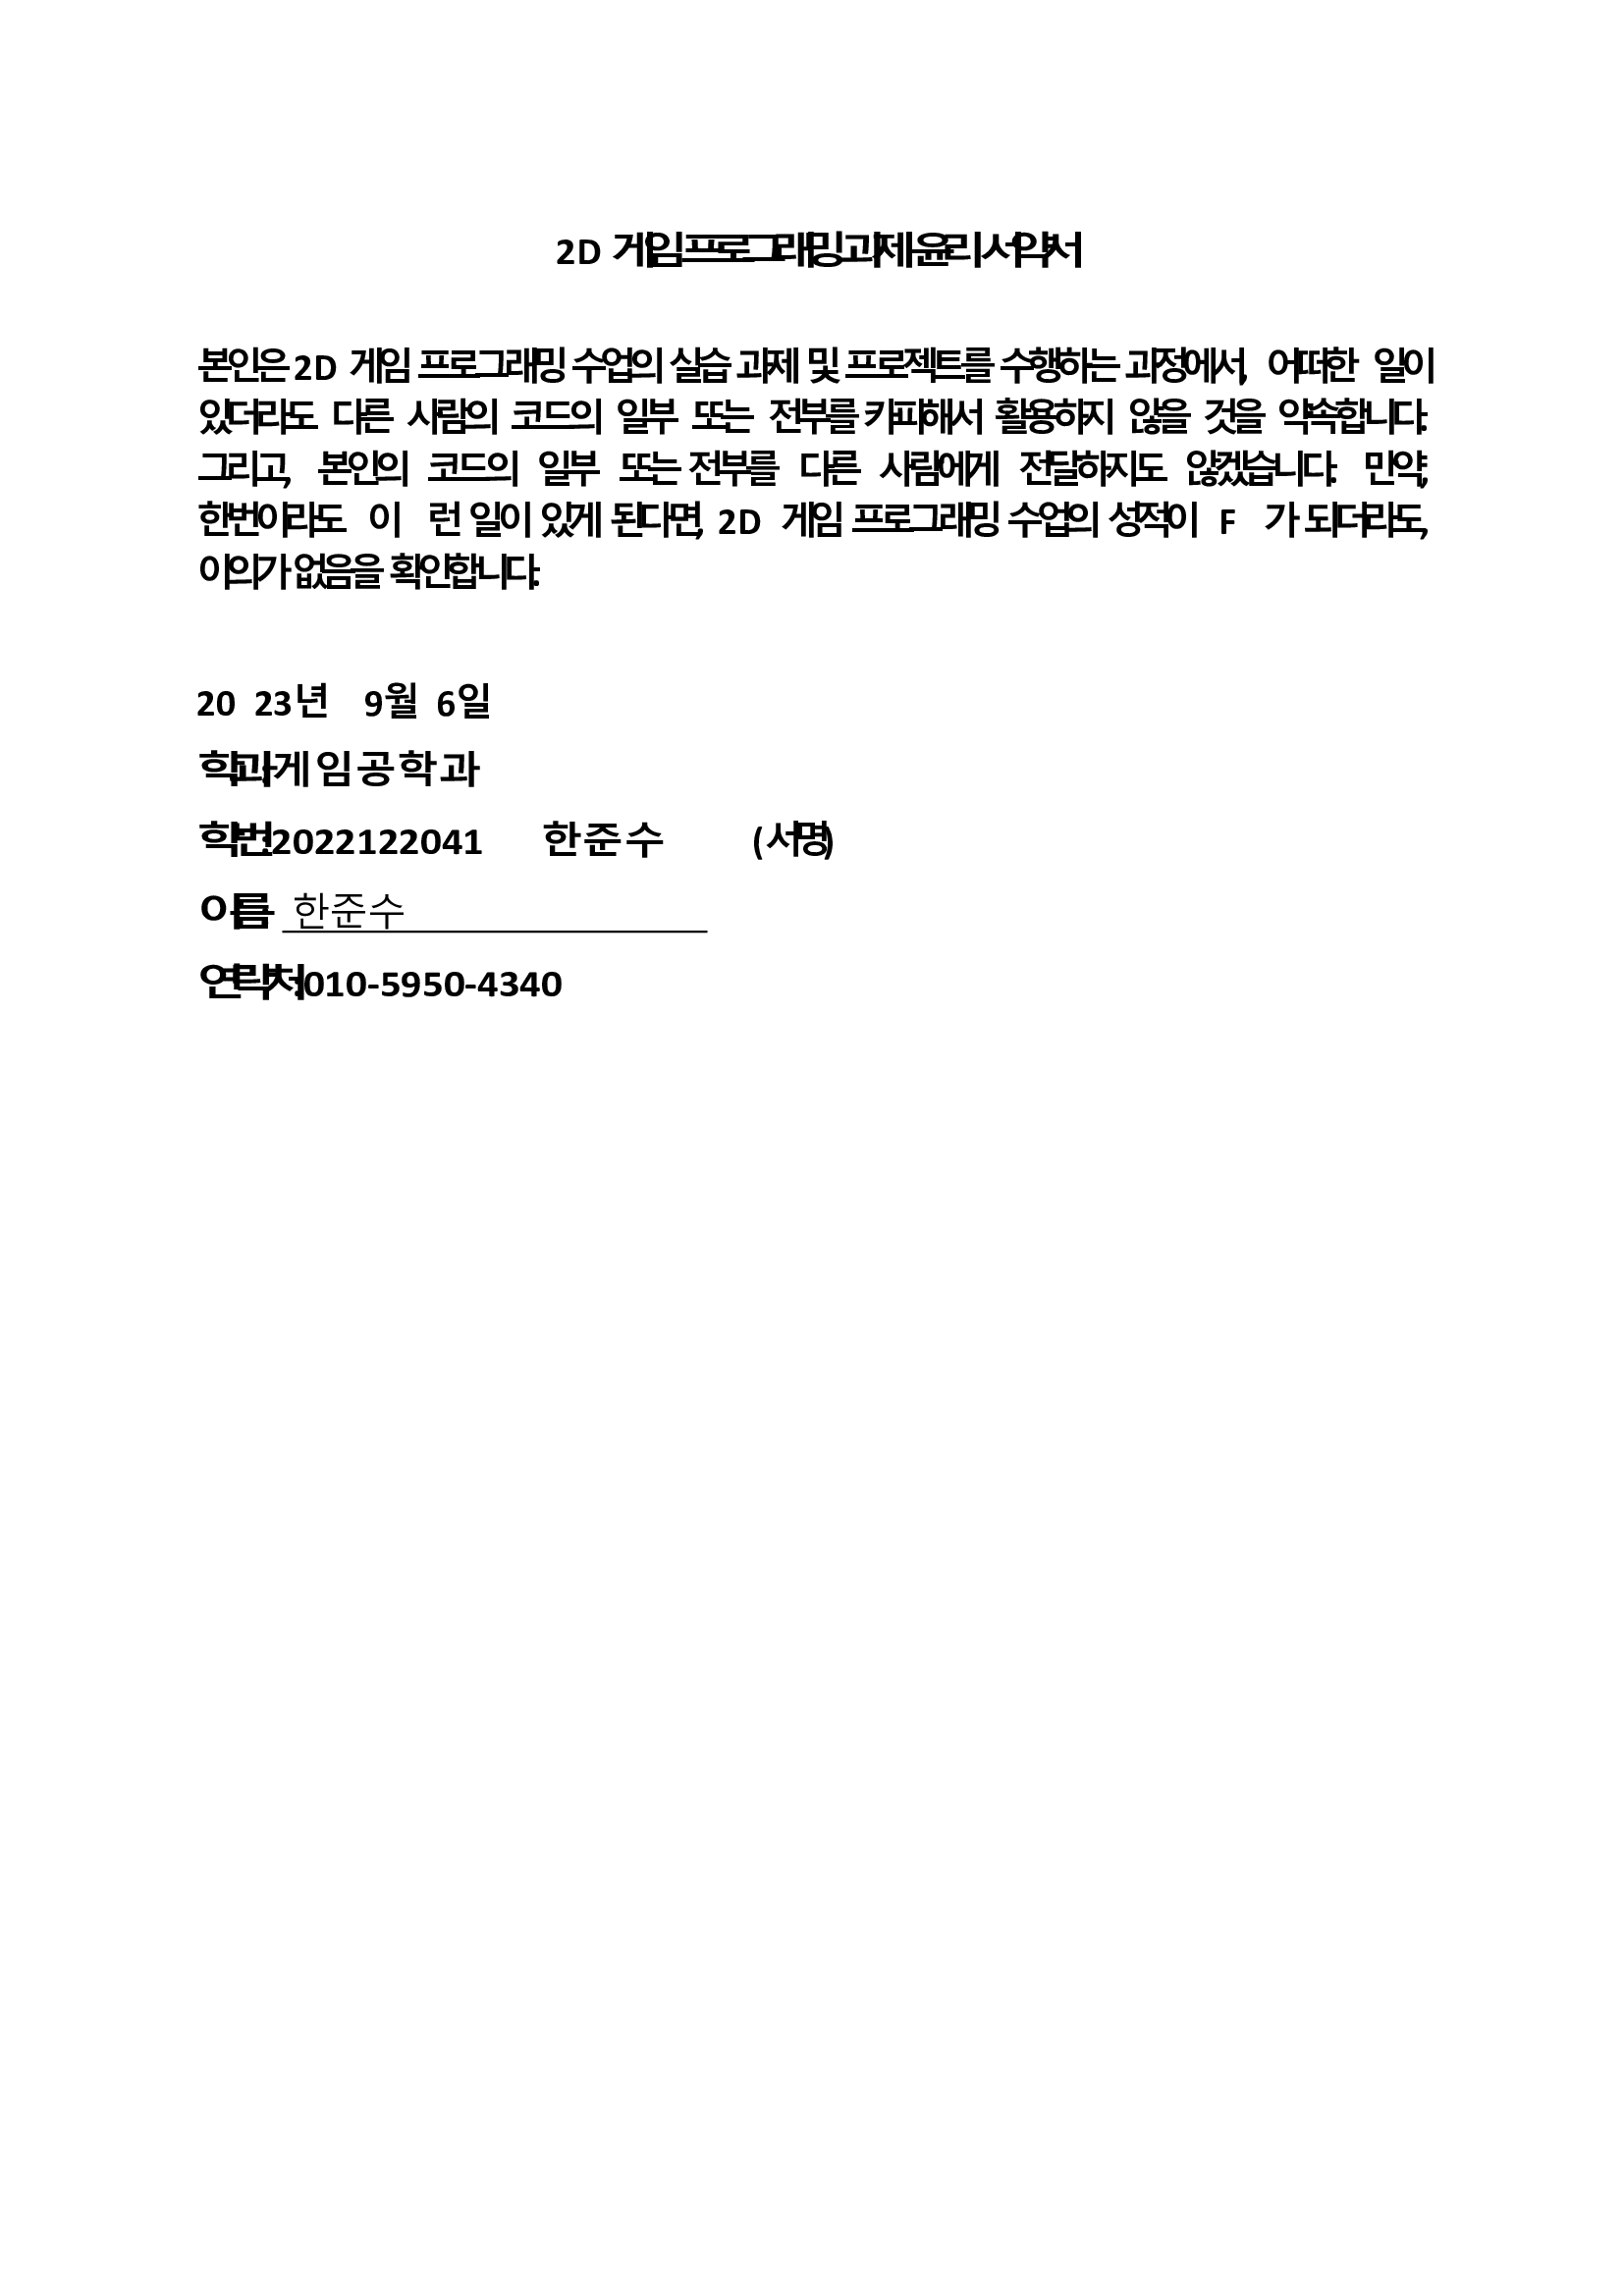 2D 게임프로그래밍 과제 윤리 서약서
본인은 2D 게임 프로그래밍 수업의 실습 과제 및 프로젝트를 수행하는 과정에서, 어떠한 일이
있더라도 다른 사람의 코드의 일부 또는 전부를 카피해서 활용하지 않을 것을 약속합니다.
그리고, 본인의 코드의 일부 또는 전부를 다른 사람에게 전달하지도 않겠습니다. 만약,
한번이라도 이 런 일이 있게 된다면, 2D 게임 프로그래밍 수업의 성적이 F 가 되더라도,
이의가 없음을 확인합니다.
20 23년 9월 6일
학과:게임공학과
학번:2022122041 한준수 (서명)
이름: 한준수
연락처:010-5950-4340